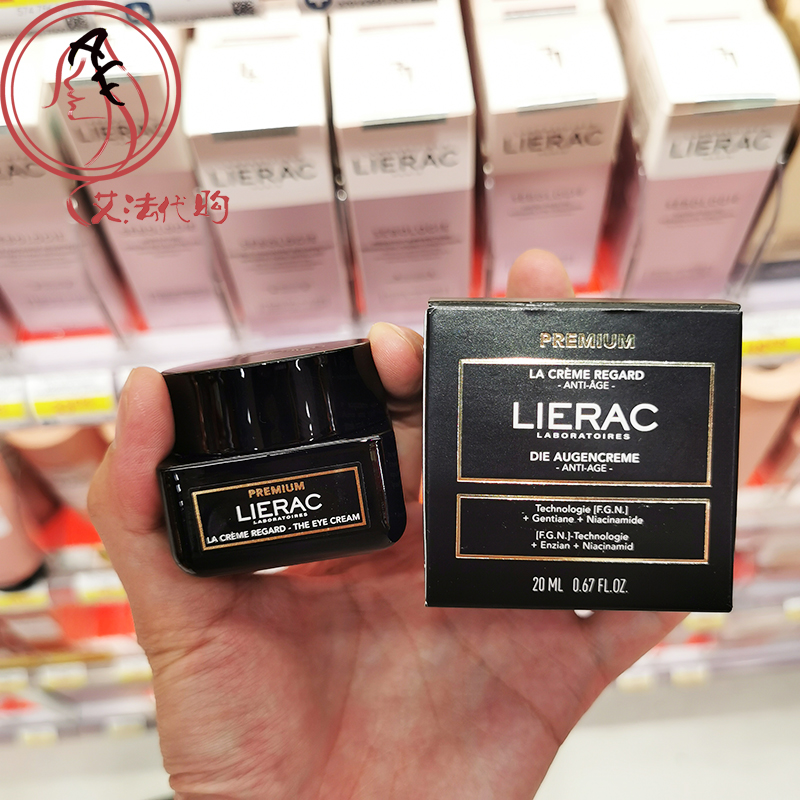 AF
艾法代购
LIERAC
LIERAC
LIERAC
LIERAC
LIERAC
PREMIUM
LIERAC
LABORATOIRES
LA CRÈME REGARD - THE EYE CREAM
PREMIUM
LA CRÈME REGARD
- ANTI-ÂGE -
LIERAC
LABORATOIRES
DIE AUGENCREME
- ANTI-AGE -
Technologie [F.G.N.]
+ Gentiane + Niacinamide
[F.G.N.]-Technologie
+ Enzian + Niacinamid
20 ML 0.67 FL.OZ.